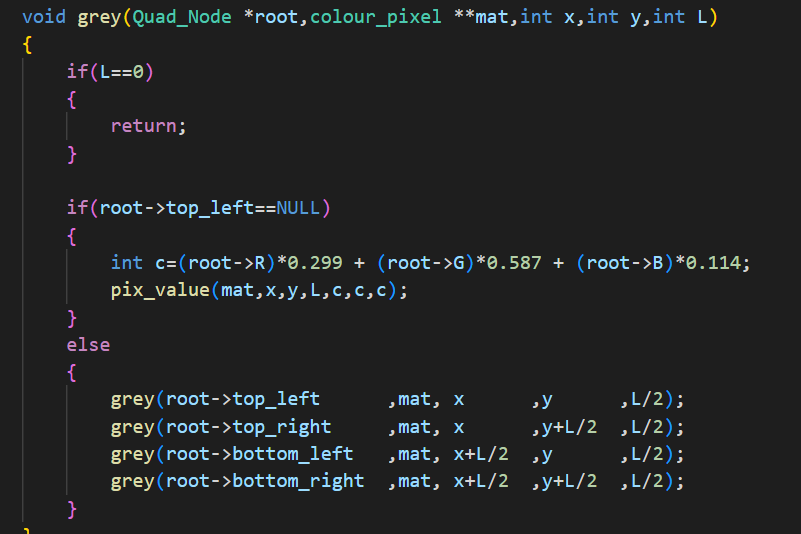 void grey(Quad_Node *root,colour_pixel **mat,int x,int y,int L)
{
    if(L==0)
    {
        return;
    }

    if(root->top_left==NULL)
    {
        int c=(root->R)*0.299 + (root->G)*0.587 + (root->B)*0.114;
        pix_value(mat,x,y,L,c,c,c);
    }
    else
    {
        grey(root->top_left      ,mat, x      ,y      ,L/2);
        grey(root->top_right     ,mat, x      ,y+L/2  ,L/2);
        grey(root->bottom_left   ,mat, x+L/2  ,y      ,L/2);
        grey(root->bottom_right  ,mat, x+L/2  ,y+L/2  ,L/2);
    }
}